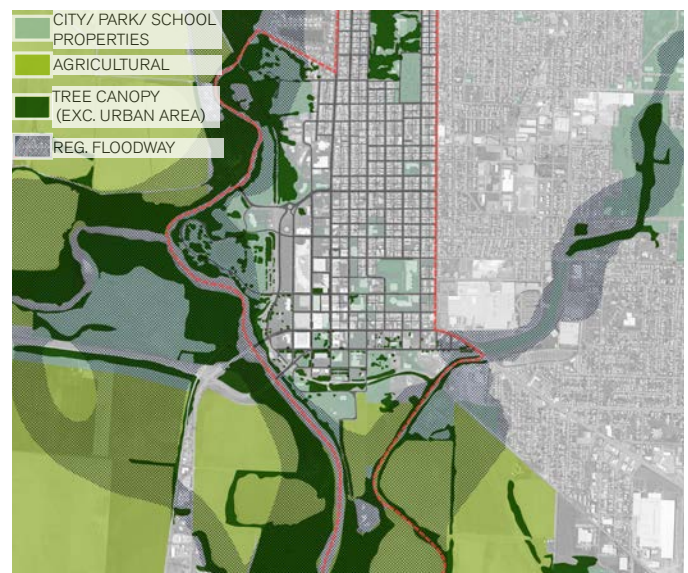 CITY/ PARK/ SCHOOL
PROPERTIES
AGRICULTURAL
TREE CANOPY
(EXC. URBAN AREA)
REG. FLOODWAY